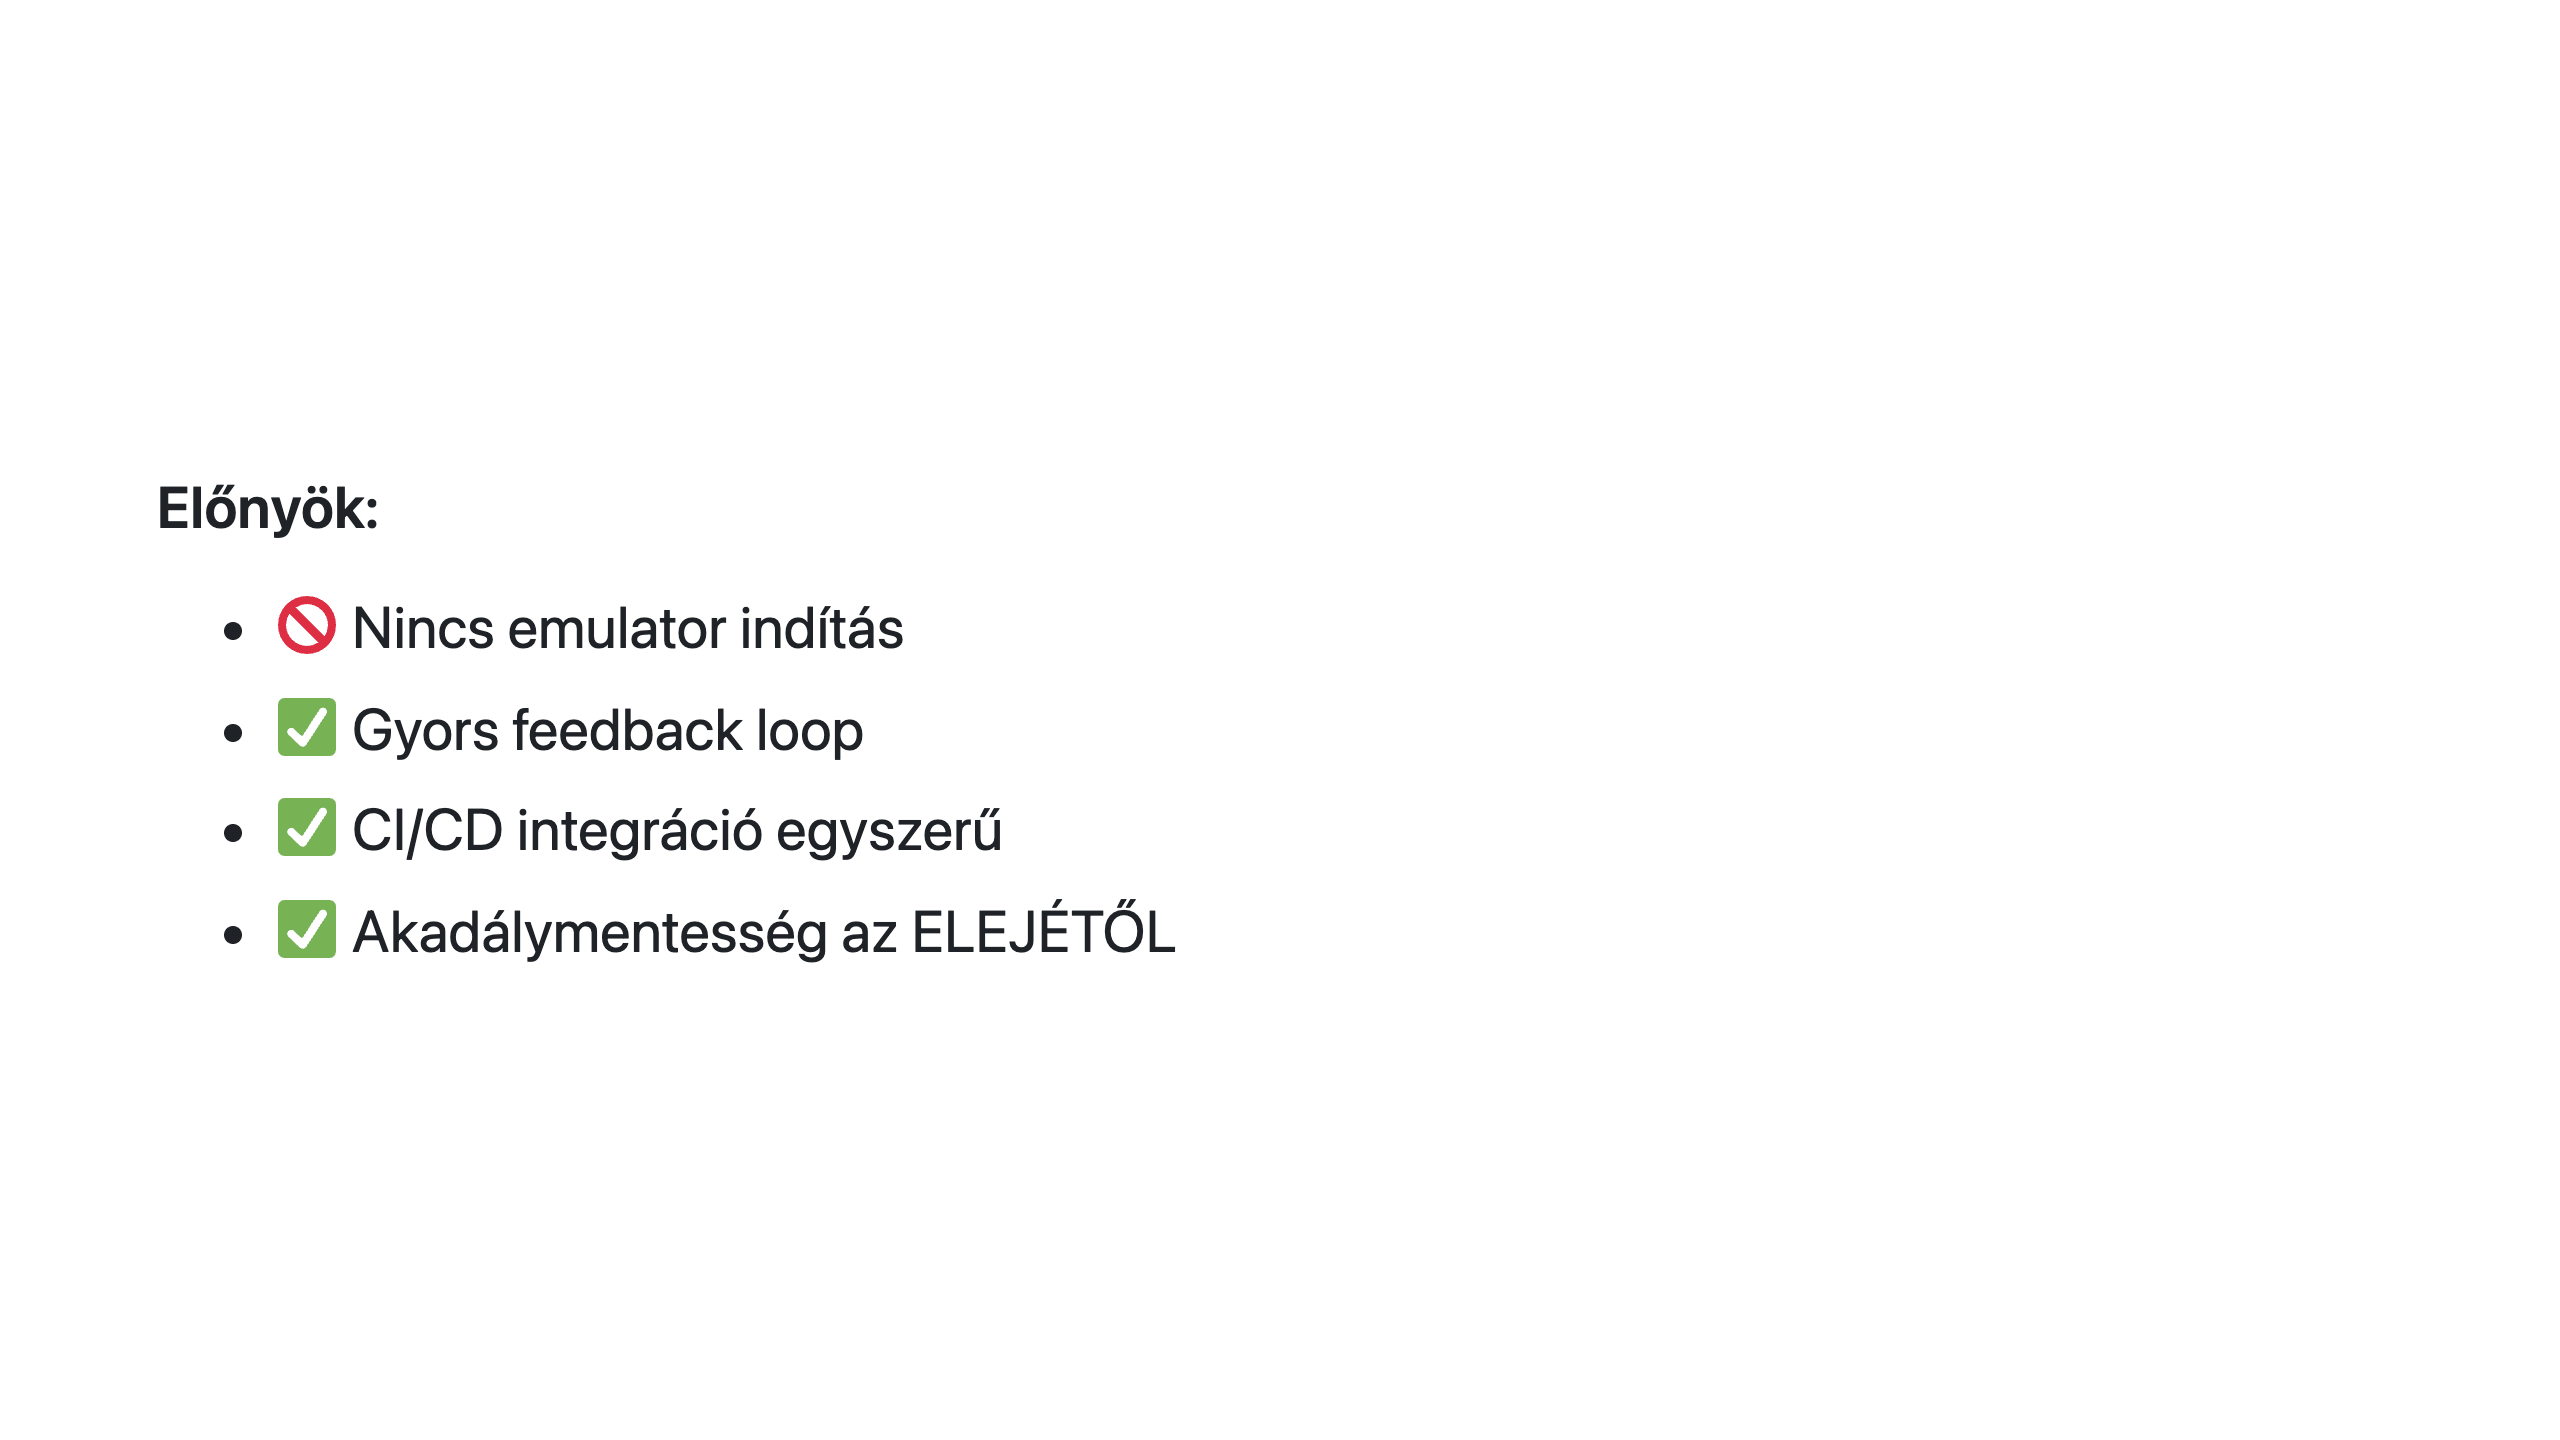 Előnyök:
• 🚫 Nincs emulator indítás
• ✅ Gyors feedback loop
• ✅ CI/CD integráció egyszerű
• ✅ Akadálymentesség az ELEJÉTŐL